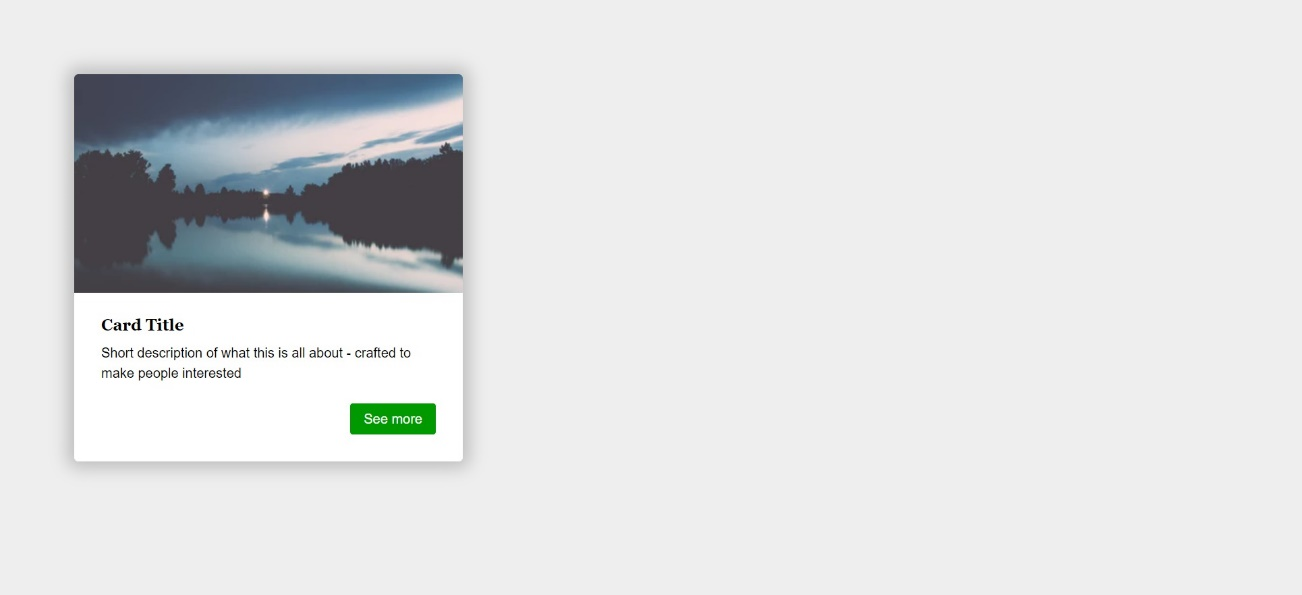 Card Title
Short description of what this is all about - crafted to
make people interested
See more